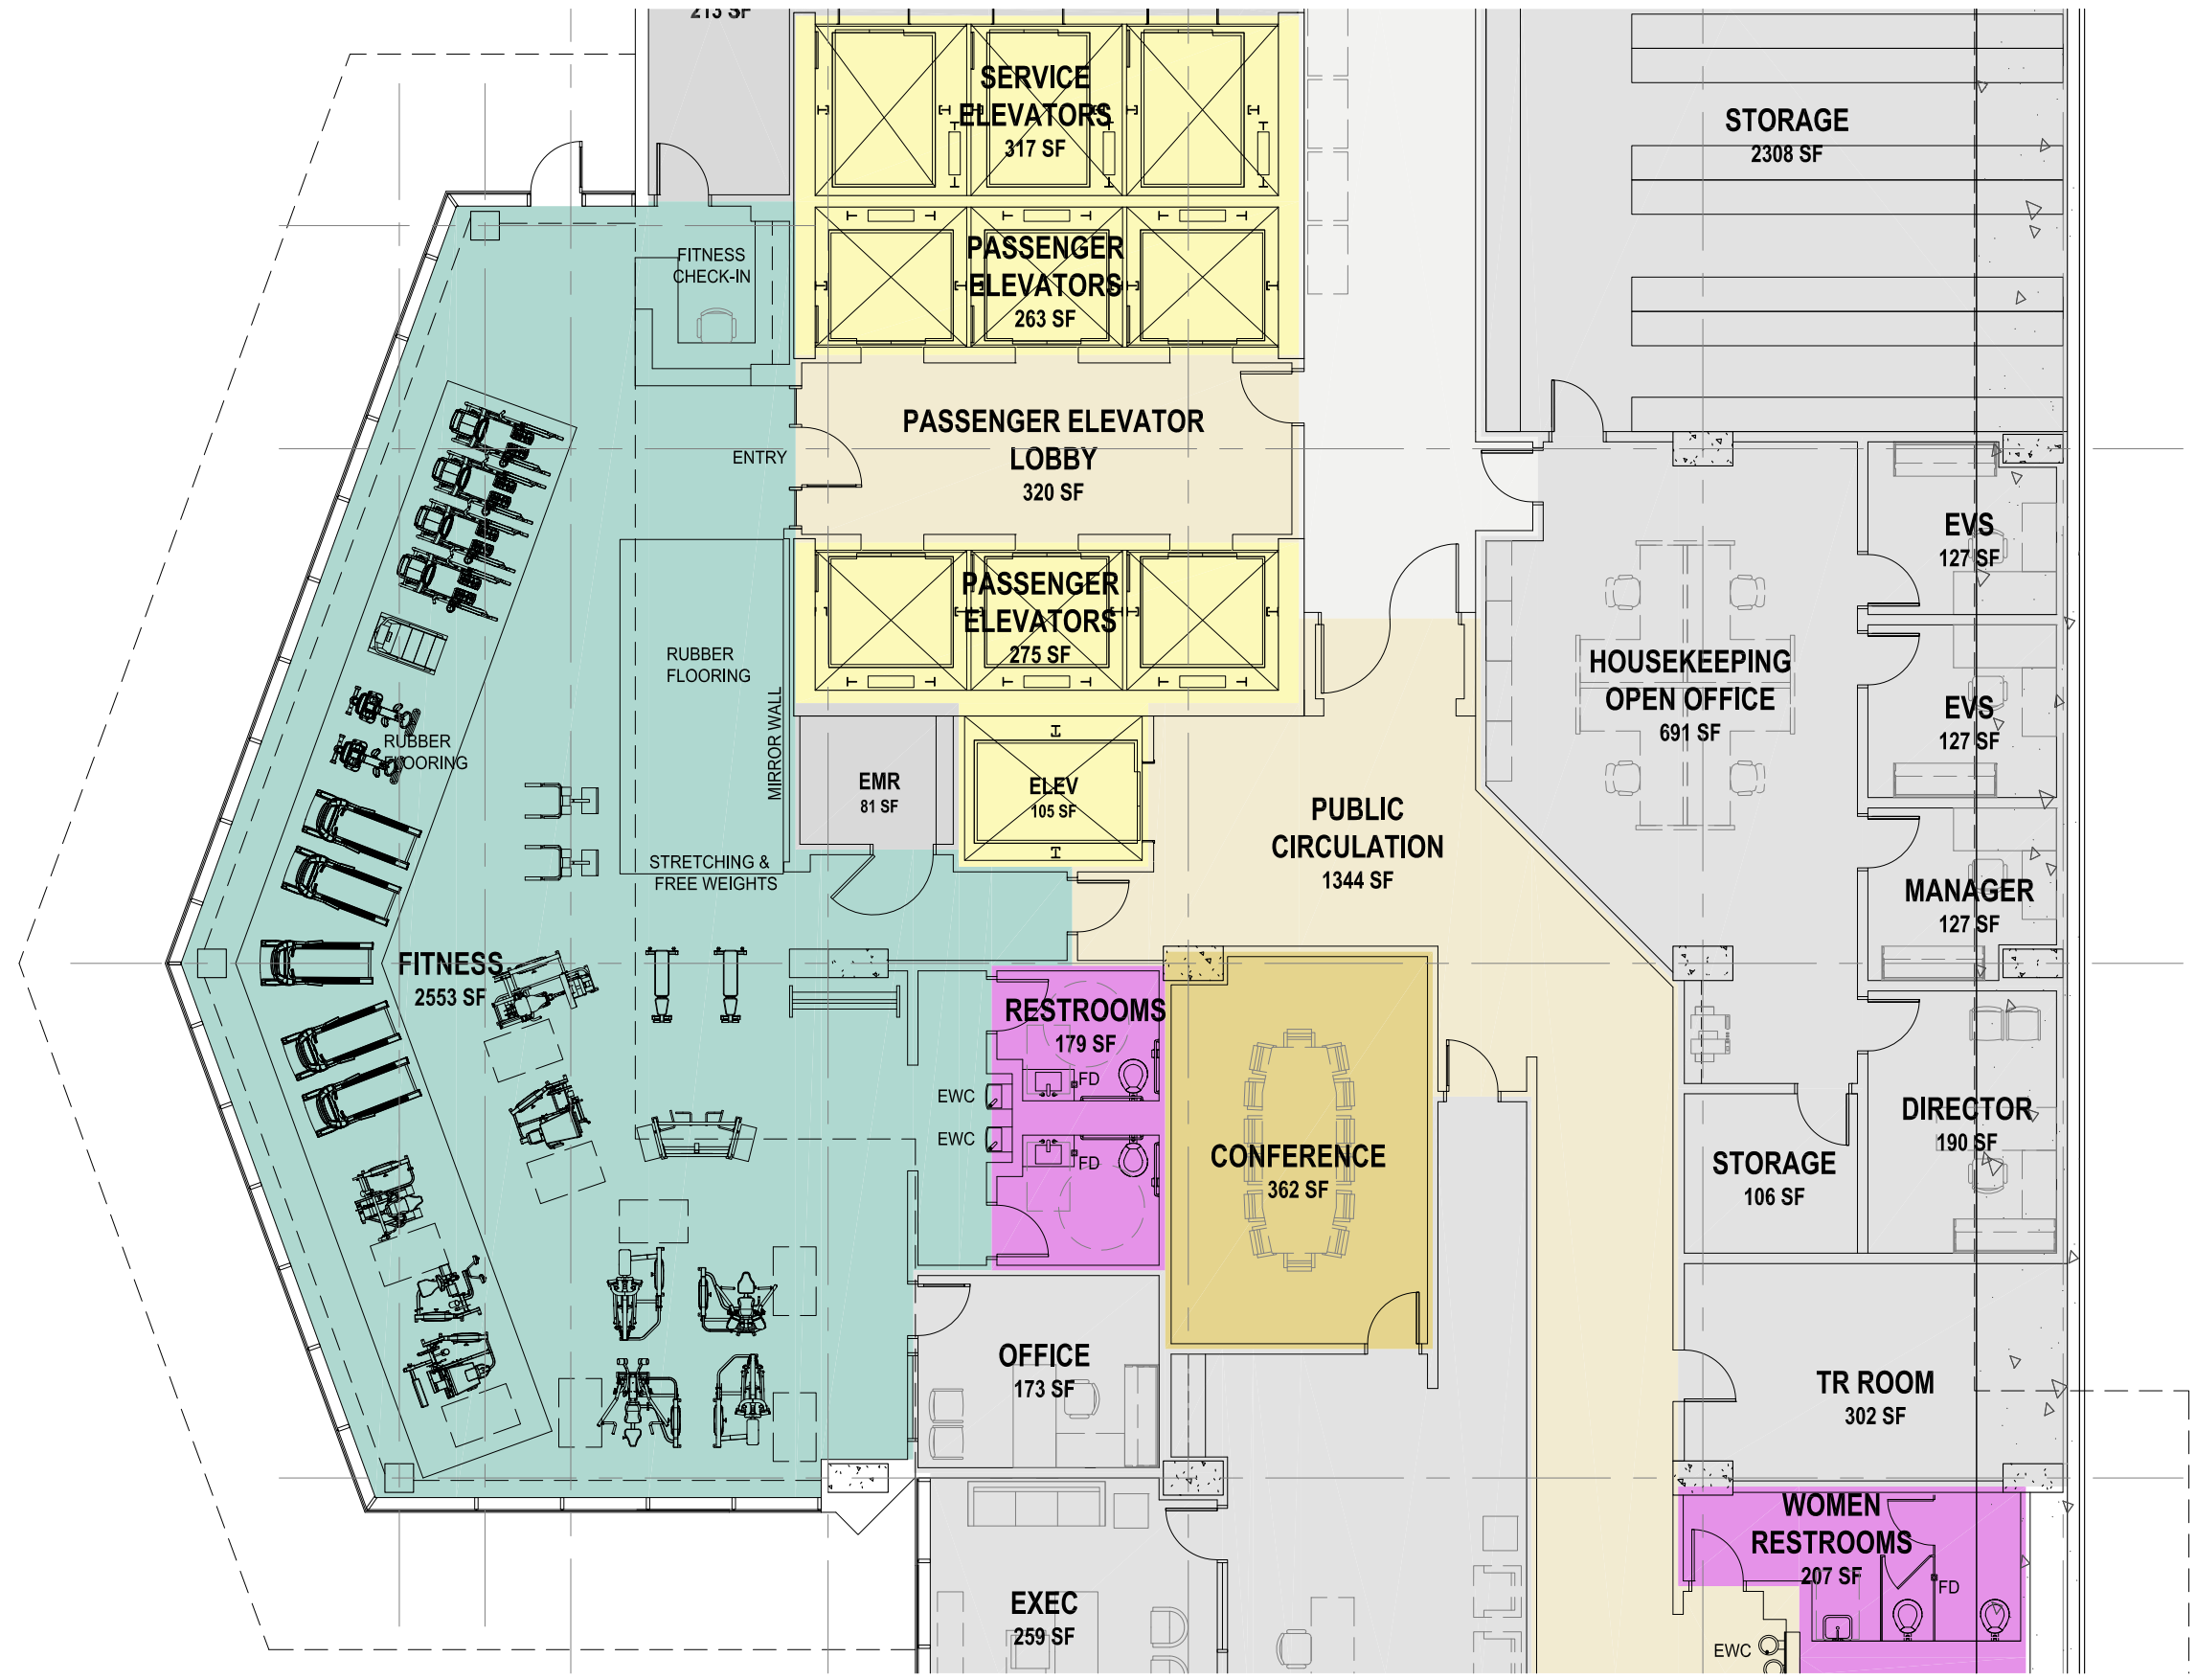 213 SF
SERVICE
ELEVATORS
317 SF
STORAGE
2308 SF
FITNESS
CHECK-IN
PASSENGER
ELEVATORS
263 SF
ENTRY
PASSENGER ELEVATOR
LOBBY
320 SF
EVS
127 SF
PASSENGER
ELEVATORS
275 SF
RUBBER
FLOORING
MIRROR WALL
HOUSEKEEPING
OPEN OFFICE
691 SF
EVS
127 SF
RUBBER
FLOORING
EMR
81 SF
ELEV
105 SF
PUBLIC
CIRCULATION
1344 SF
STRETCHING &
FREE WEIGHTS
MANAGER
127 SF
FITNESS
2553 SF
RESTROOMS
179 SF
FD
EWC
EWC
FD
CONFERENCE
362 SF
DIRECTOR
190 SF
STORAGE
106 SF
OFFICE
173 SF
TR ROOM
302 SF
WOMEN
RESTROOMS
207 SF
FD
EXEC
259 SF
EWC